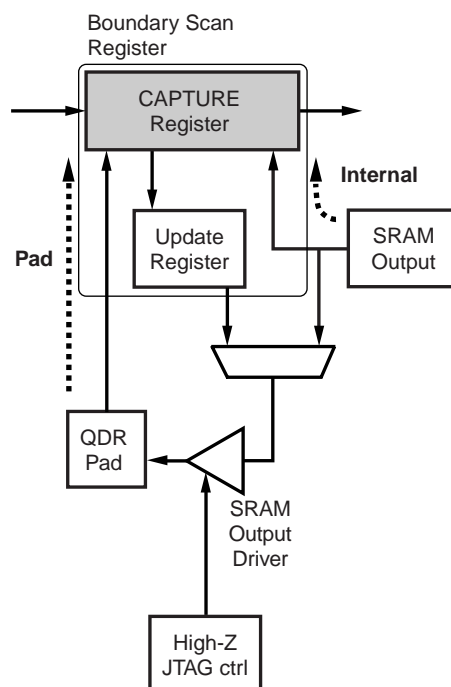 Boundary Scan
Register
CAPTURE
Register
Internal
Pad
Update
Register
SRAM
Output
QDR
Pad
SRAM
Output
Driver
High-Z
JTAG ctrl